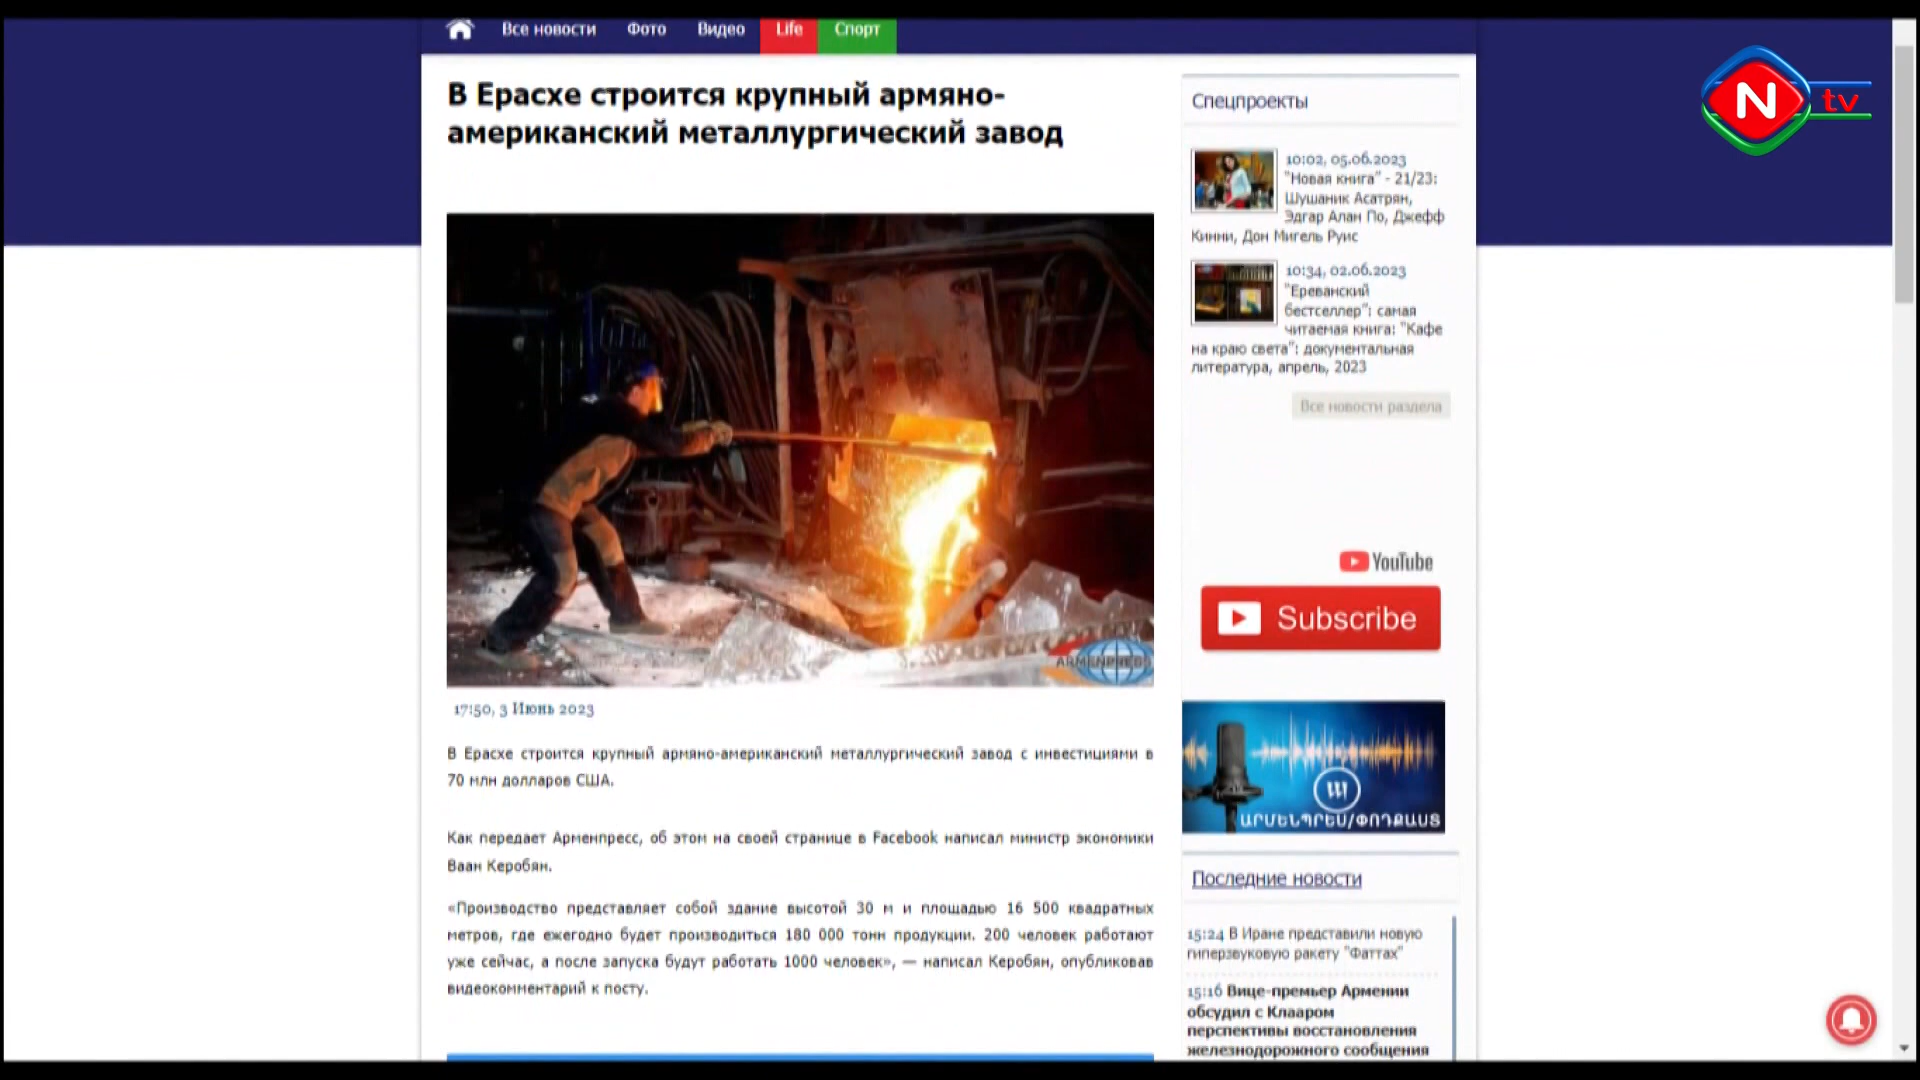 Все новости Фото Видео Life Спорт
N tv
В Ерасхе строится крупный армяно-
американский металлургический завод
ARMENPRESS
17:50, 3 Июнь 2023
В Ерасхе строится крупный армяно-американский металлургический завод с инвестициями в
70 млн долларов США.
Как передает Арменпресс, об этом на своей странице в Facebook написал министр экономики
Ваан Керобян.
«Производство представляет собой здание высотой 30 м и площадью 16 500 квадратных
метров, где ежегодно будет производиться 180 000 тонн продукции. 200 человек работают
уже сейчас, а после запуска будут работать 1000 человек», — написал Керобян, опубликовав
видеокомментарий к посту.
Спецпроекты
10:02, 05.06.2023
"Новая книга" - 21/23:
Шушаник Асатрян,
Эдгар Алан По, Джефф
Кинни, Дон Мигель Руис
10:34, 02.06.2023
"Ереванский
бестселлер": самая
читаемая книга: "Кафе
на краю света": документальная
литература, апрель, 2023
Все новости раздела
YouTube
Subscribe
ԱՐՄԵՆՊՐԵՍ/ՓՈԴՔԱՍՏ
Последние новости
15:24 В Иране представили новую
гиперзвуковую ракету "Фаттах"
15:16 Вице-премьер Армении
обсудил с Клааром
перспективы восстановления
железнодорожного сообщения